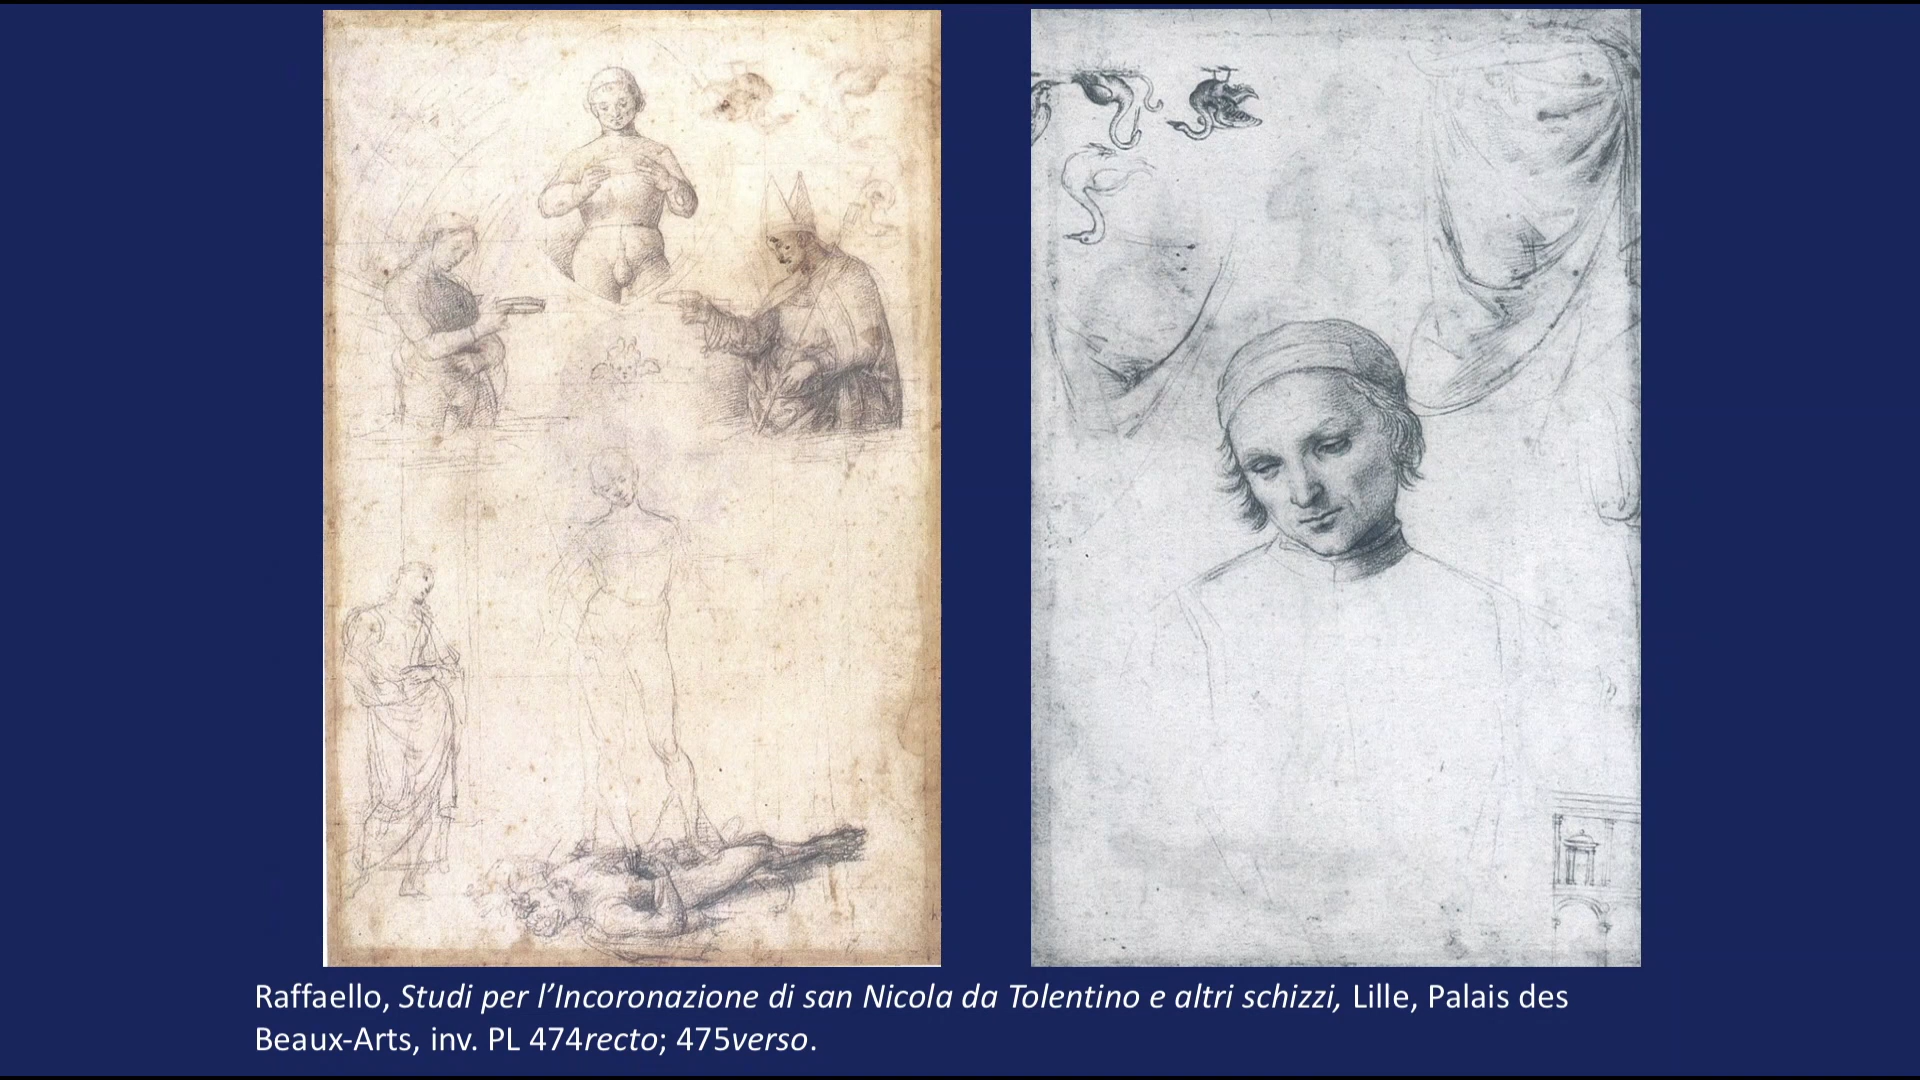 Raffaello, Studi per l’Incoronazione di san Nicola da Tolentino e altri schizzi, Lille, Palais des
Beaux-Arts, inv. PL 474recto; 475verso.